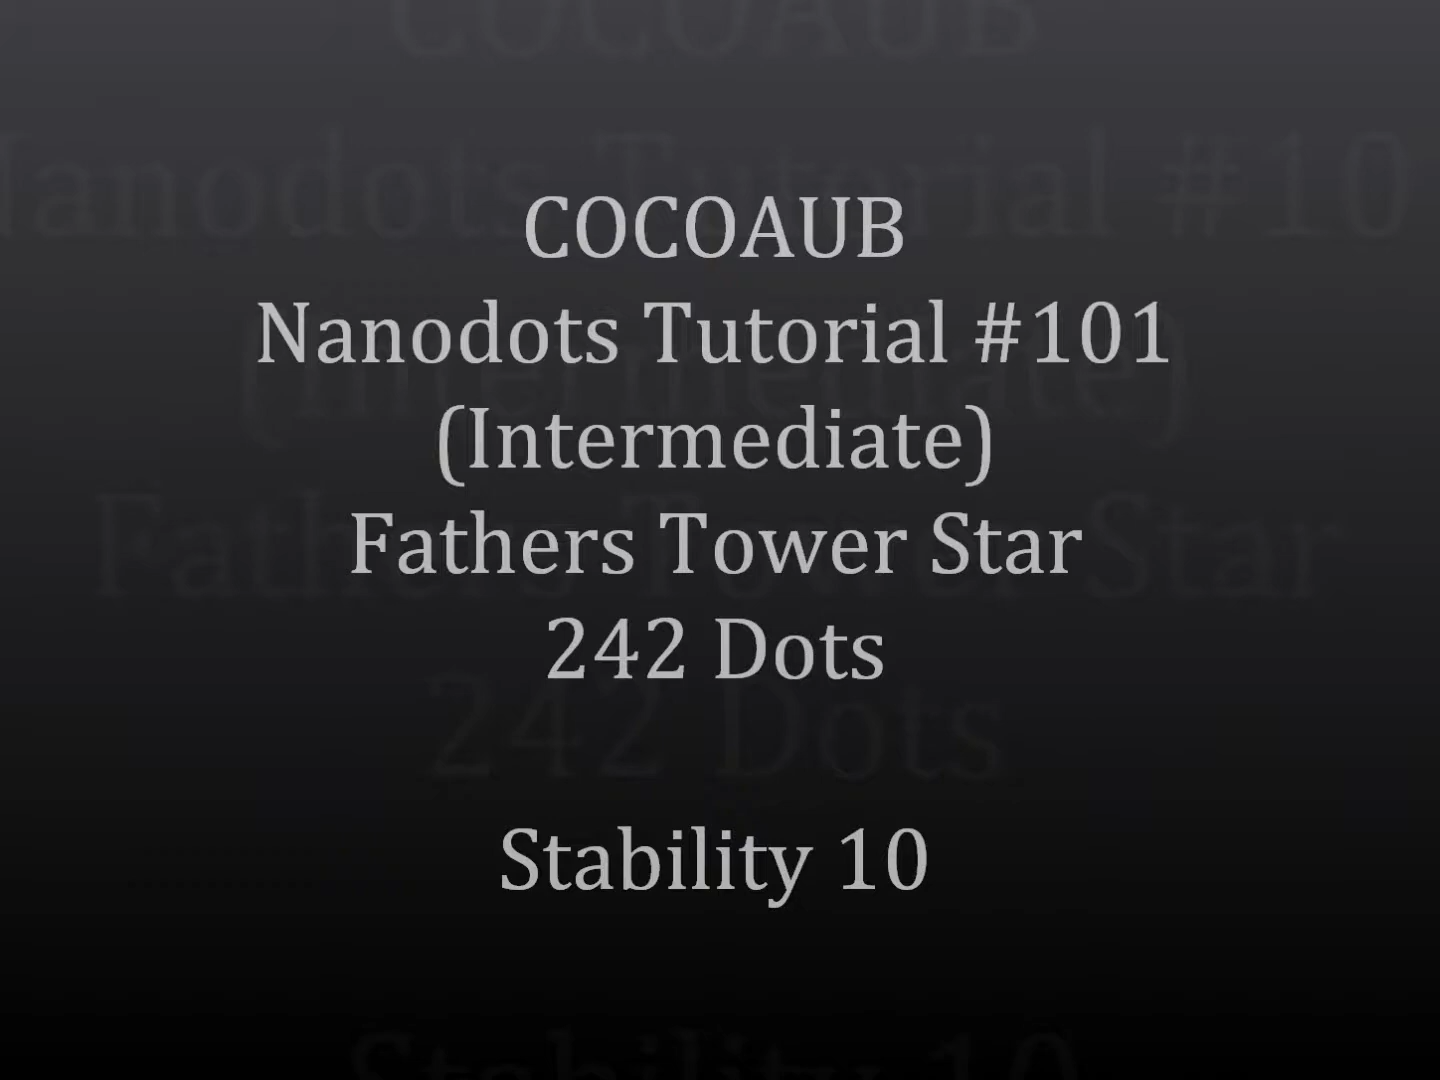 COCOAUB
Nanodots Tutorial #101
(Intermediate)
Fathers Tower Star
242 Dots
Stability 10